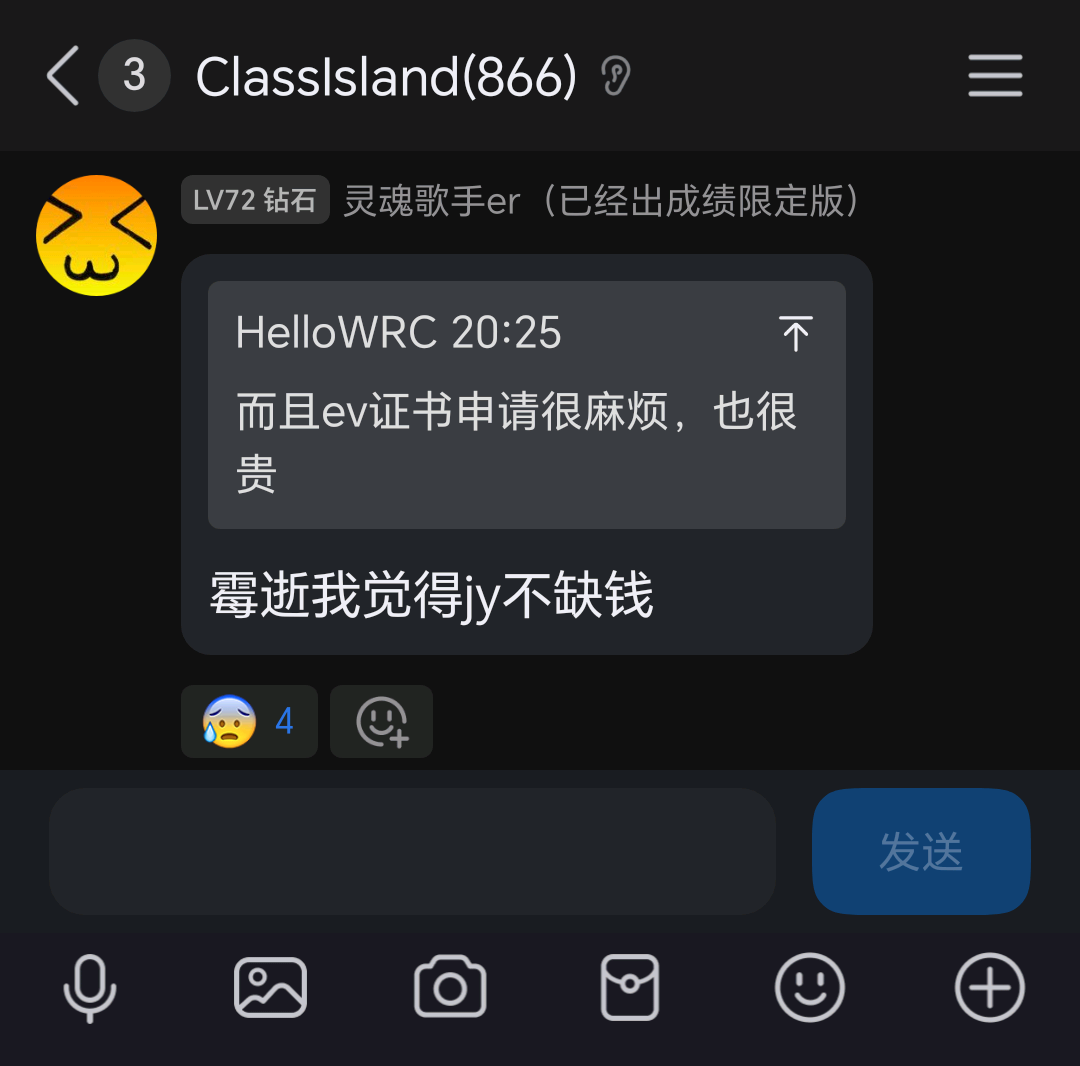 3
ClassIsland(866)
LV72 钻石
灵魂歌手er（已经出成绩限定版）
HelloWRC 20:25
而且ev证书申请很麻烦，也很
贵
霉逝我觉得jy不缺钱
4
发送